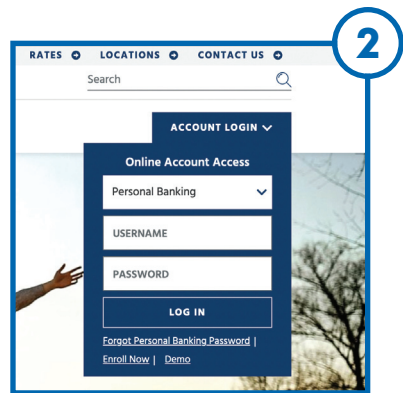 2
RATES LOCATIONS CONTACT US
Search
ACCOUNT LOGIN
Online Account Access
Personal Banking
USERNAME
PASSWORD
LOG IN
Forgot Personal Banking Password |
Enroll Now | Demo